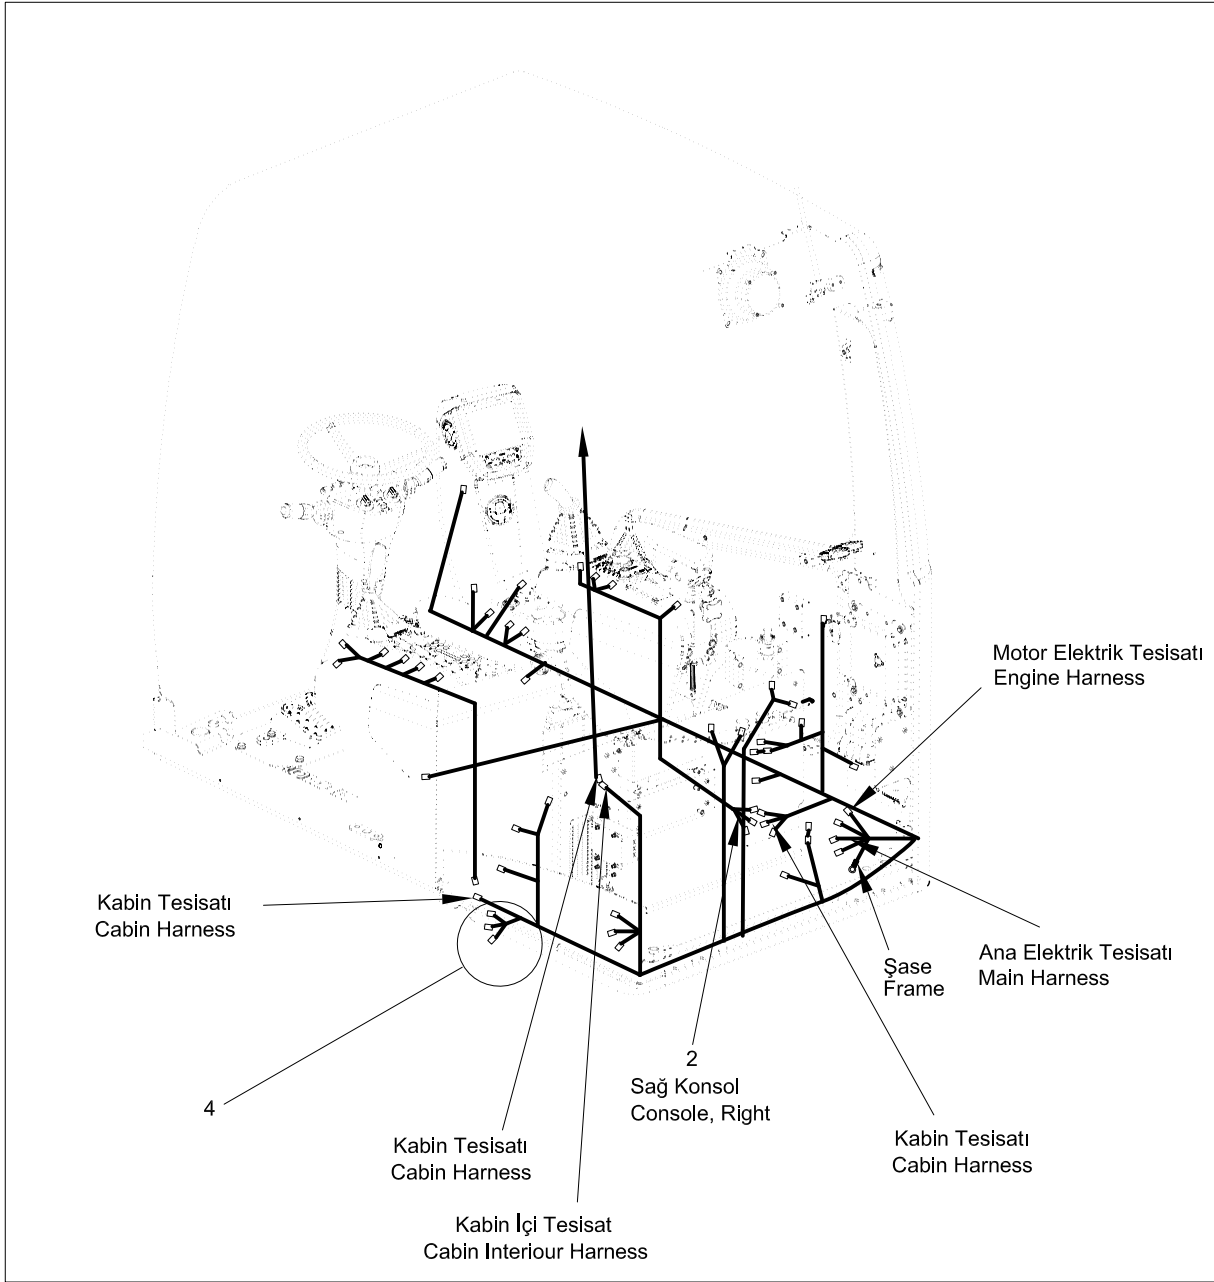 Motor Elektrik Tesisatı
Engine Harness
Kabin Tesisatı
Cabin Harness
Ana Elektrik Tesisatı
Main Harness
Şase
Frame
2
Sağ Konsol
Console, Right
4
Kabin Tesisatı
Cabin Harness
Kabin Tesisatı
Cabin Harness
Kabin İçi Tesisat
Cabin Interiour Harness